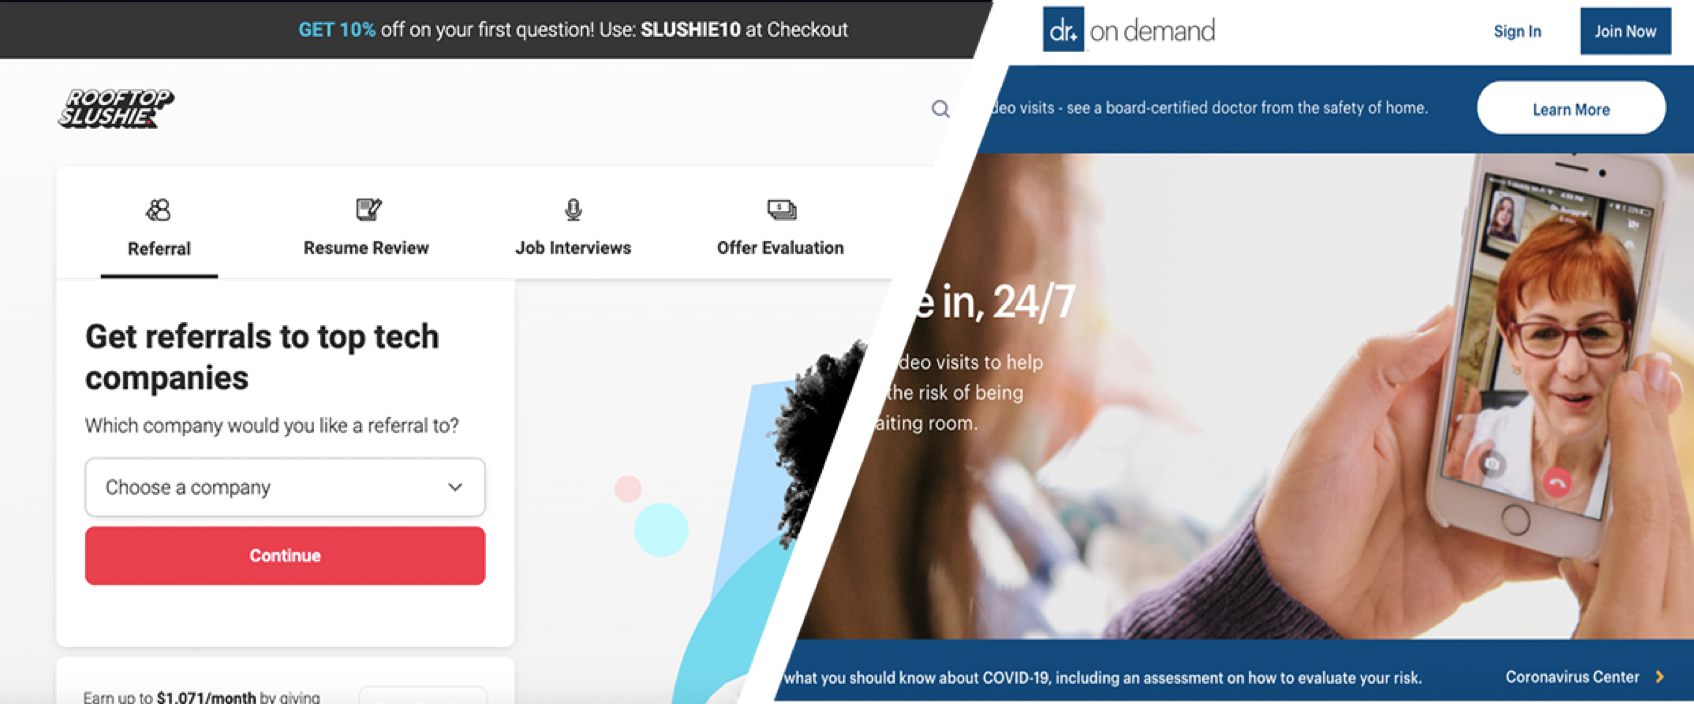 GET 10% off on your first question! Use: SLUSHIE10 at Checkout
ROOFTOP
SLUSHIE
Referral
Resume Review
Job Interviews
Offer Evaluation
Get referrals to top tech
companies
Which company would you like a referral to?
Choose a company
Continue
Earn up to $1,071/month by giving
dr+ on demand
Sign In
Join Now
deo visits - see a board-certified doctor from the safety of home.
Learn More
e in, 24/7
deo visits to help
the risk of being
aiting room.
what you should know about COVID-19, including an assessment on how to evaluate your risk.
Coronavirus Center